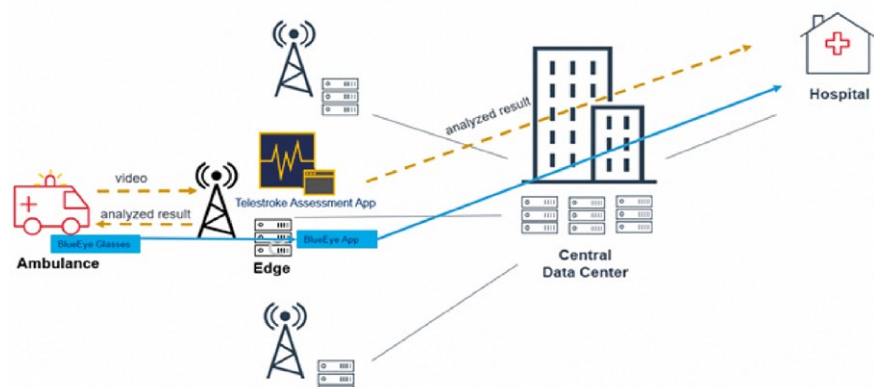 Hospital
analyzed result
video
Telestroke Assessment App
analyzed result
BlueEye Glasses
BlueEye App
Ambulance
Edge
Central
Data Center